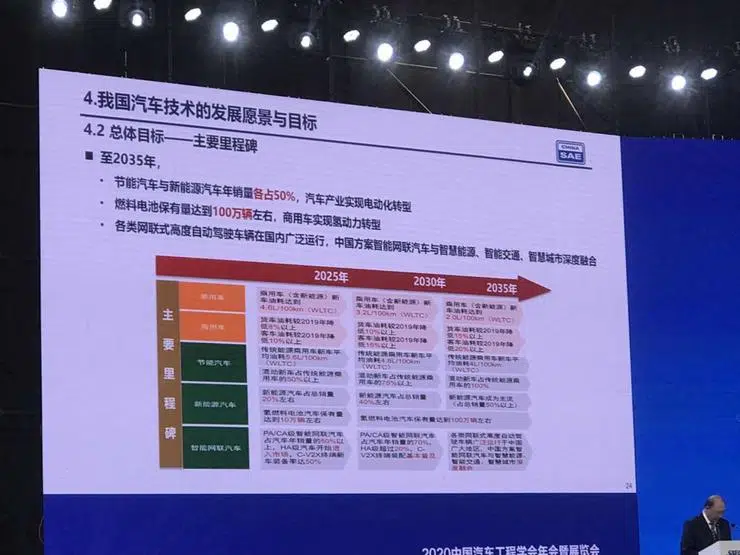 4.我国汽车技术的发展愿景与目标
4.2 总体目标——主要里程碑
CHINA
SAE
■ 至2035年，
• 节能汽车与新能源汽车年销量各占50%，汽车产业实现电动化转型
• 燃料电池保有量达到100万辆左右，商用车实现氢动力转型
• 各类网联式高度自动驾驶车辆在国内广泛运行，中国方案智能网联汽车与智慧能源、智能交通、智慧城市深度融合
2025年 2030年 2035年
主要里程碑
乘用车
乘用车（含新能源）新
车油耗达到
4.6L/100km（WLTC）
乘用车（含新能源）新
车油耗达到
3.2L/100km（WLTC）
乘用车（含新能源）新
车油耗达到
2.0L/100km（WLTC）
商用车
货车油耗较2019年降
低8%以上
客车油耗较2019年降
低10%以上
货车油耗较2019年降
低10%以上
客车油耗较2019年降
低15%以上
货车油耗较2019年降
低15%以上
客车油耗较2019年降
低20%以上
节能汽车
传统能源乘用车新车平
均油耗5.6L/100km
（WLTC）
传统能源乘用车新车平
均油耗4.8L/100km
（WLTC）
传统能源乘用车新车平
均油耗4L/100km
（WLTC）
混动新车占传统能源乘
用车的50%以上
混动新车占传统能源乘
用车的75%以上
混动新车占传统能源乘
用车的100%
新能源汽车
新能源汽车占总销量
20%左右
新能源汽车占总销量
40%左右
新能源汽车成为主流
（占总销量50%以上）
氢燃料电池汽车保有量
达到10万辆左右
氢燃料电池汽车保有量达到100万辆左右
智能网联汽车
PA/CA级智能网联汽车
占汽车年销量的50%以
上，HA级汽车开始进
入市场，C-V2X终端新
车装备率达50%
PA/CA级智能网联汽车
占汽车年销量的70%，
HA级超过20%，C-
V2X终端装配基本普及
各类网联式高度自动驾
驶车辆广泛运行于中国
广大地区，中国方案智
能网联汽车与智慧能源、
智能交通、智慧城市深
度融合
24
2020中国汽车工程学会年会暨展览会